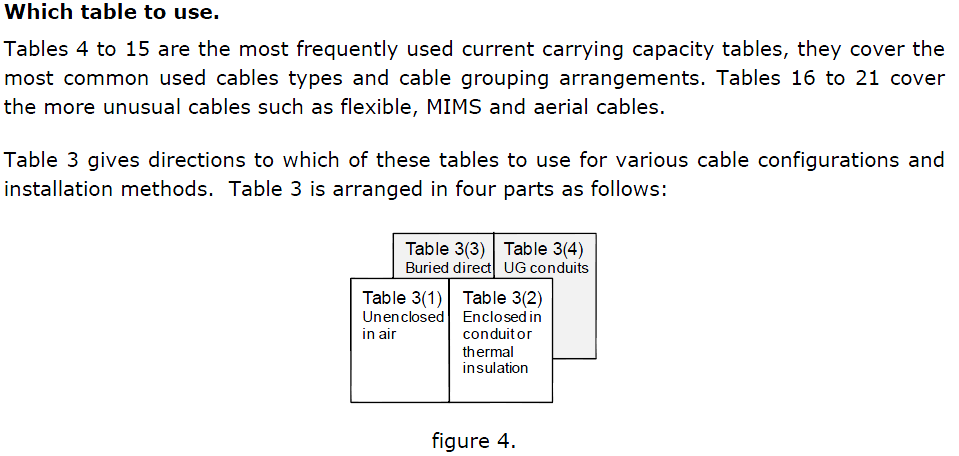 Which table to use.
Tables 4 to 15 are the most frequently used current carrying capacity tables, they cover the
most common used cables types and cable grouping arrangements. Tables 16 to 21 cover
the more unusual cables such as flexible, MIMS and aerial cables.
Table 3 gives directions to which of these tables to use for various cable configurations and
installation methods.  Table 3 is arranged in four parts as follows:
Table 3(3) Table 3(4)
Buried direct UG conduits
Table 3(1) Table 3(2)
Unenclosed Enclosed in
in air conduit or
thermal
insulation
figure 4.